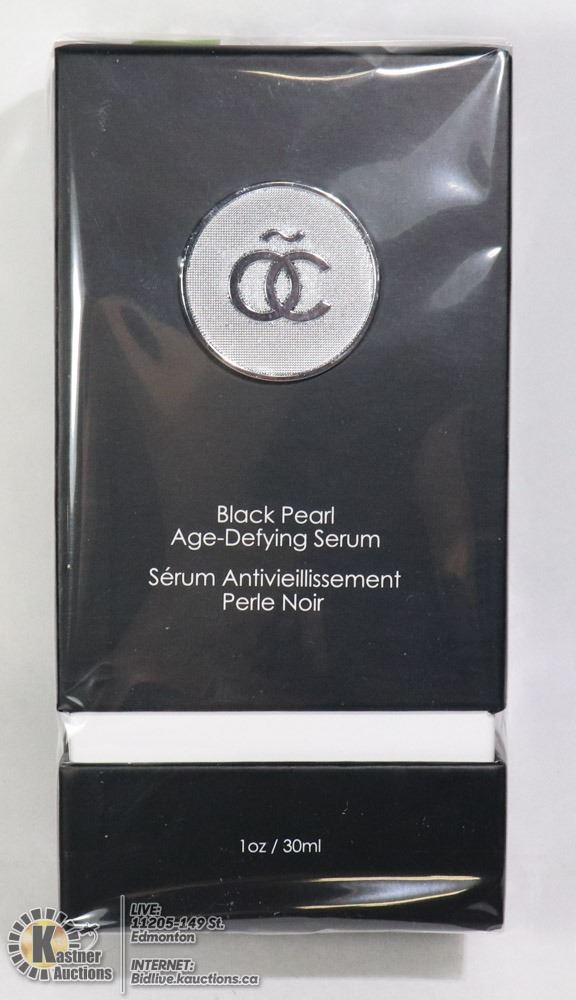 ÕC
Black Pearl
Age-Defying Serum
Sérum Antivieillissement
Perle Noir
1oz / 30ml
Kastner
Auctions
LIVE:
11205-149 St.
Edmonton
INTERNET:
Bidlive.kauctions.ca